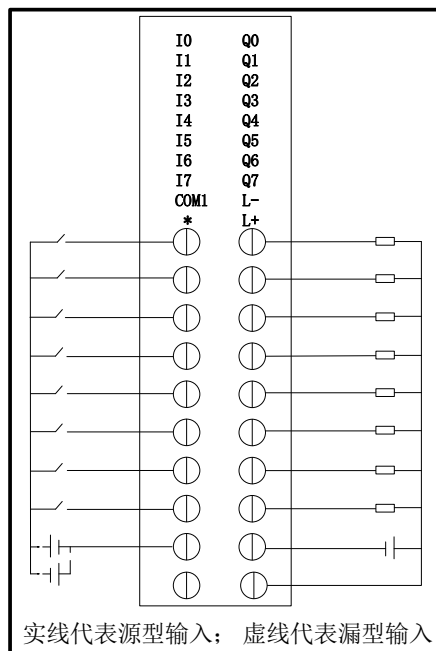 I0 Q0
I1 Q1
I2 Q2
I3 Q3
I4 Q4
I5 Q5
I6 Q6
I7 Q7
COM1 L-
* L+
实线代表源型输入； 虚线代表漏型输入